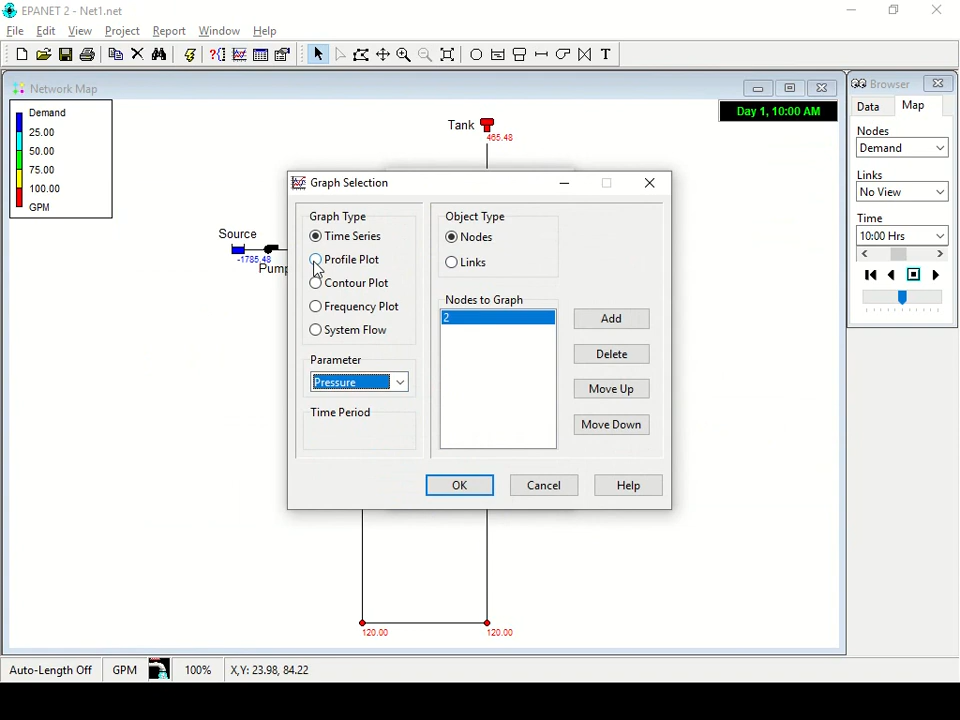 EPANET 2 - Net1.net
File Edit View Project Report Window Help
Network Map
Browser
Demand
25.00
50.00
75.00
100.00
GPM
Day 1, 10:00 AM
Data Map
Nodes
Demand
Links
No View
Time
10:00 Hrs
Tank
465.48
Source
-1785.48
Pump
Graph Selection
Graph Type
Time Series
Profile Plot
Contour Plot
Frequency Plot
System Flow
Parameter
Pressure
Time Period
Object Type
Nodes
Links
Nodes to Graph
2
Add
Delete
Move Up
Move Down
OK Cancel Help
120.00 120.00
Auto-Length Off GPM 100% X,Y: 23.98, 84.22